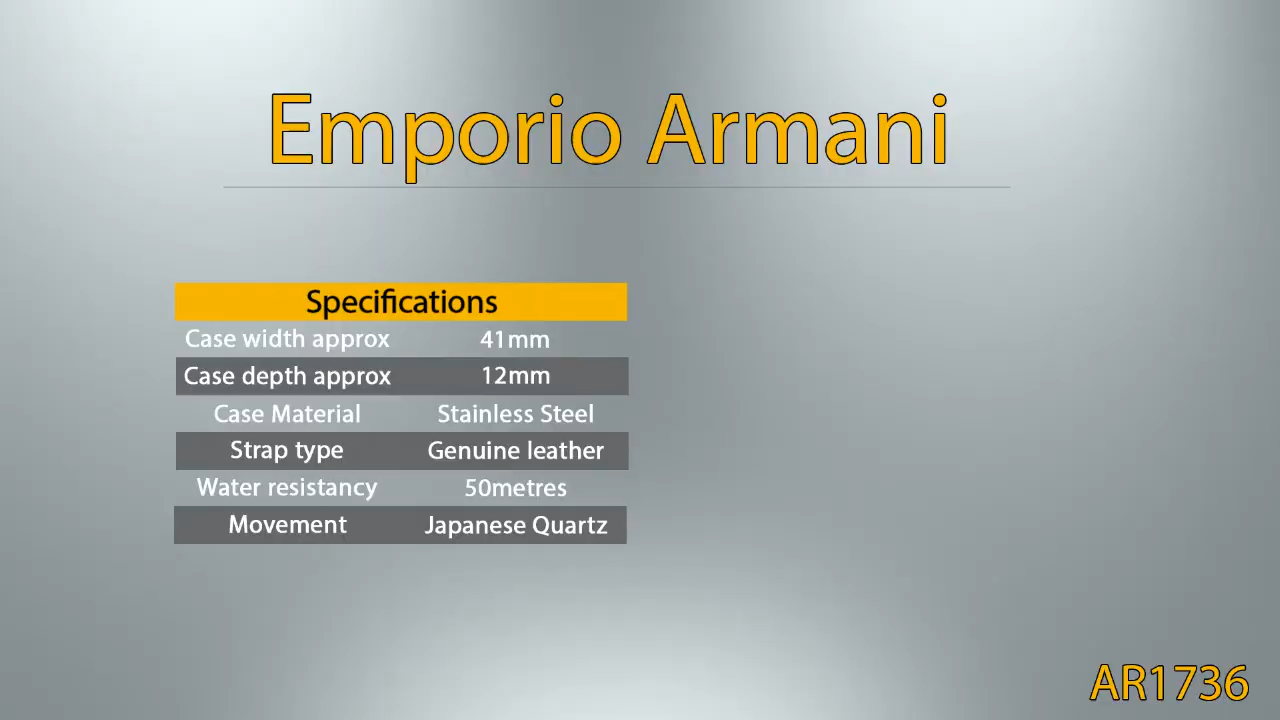 Emporio Armani
Specifications
Case width approx 41mm
Case depth approx 12mm
Case Material Stainless Steel
Strap type Genuine leather
Water resistancy 50metres
Movement Japanese Quartz
AR1736